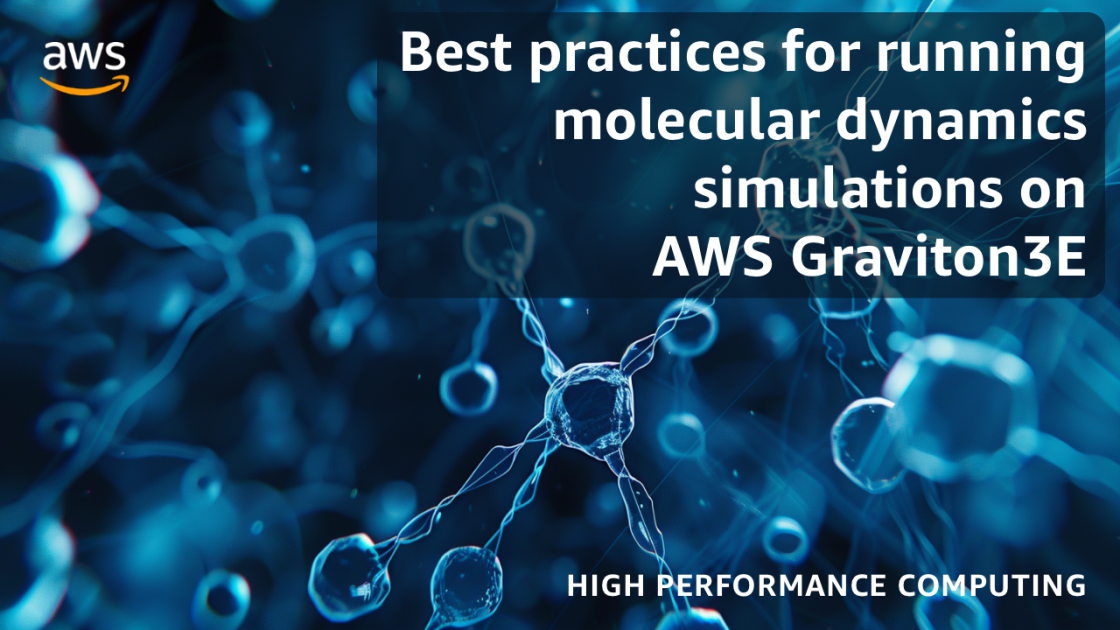 aws
Best practices for running
molecular dynamics
simulations on
AWS Graviton3E
HIGH PERFORMANCE COMPUTING